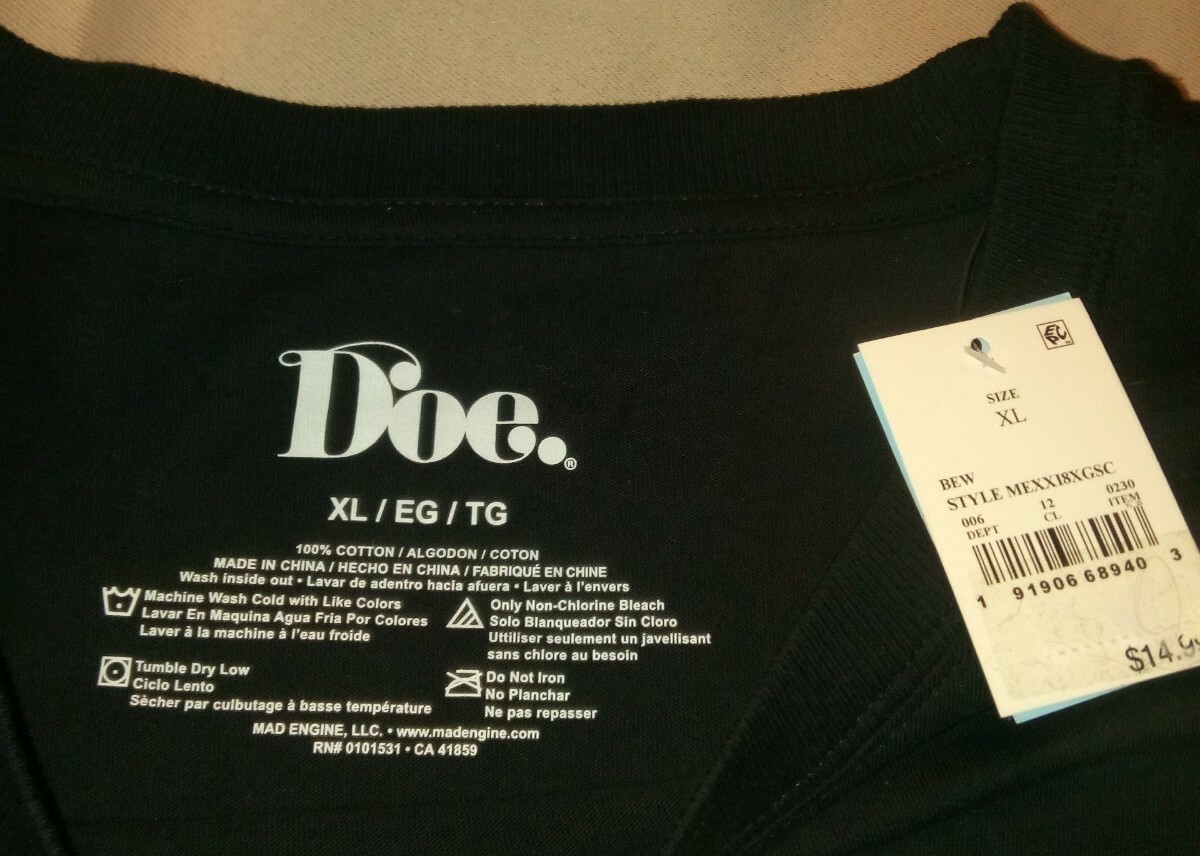 Doe.®
XL / EG / TG
100% COTTON / ALGODON / COTON
MADE IN CHINA / HECHO EN CHINA / FABRIQUÉ EN CHINE
Wash inside out • Lavar de adentro hacia afuera • Laver à l'envers
Machine Wash Cold with Like Colors
Lavar En Maquina Agua Fria Por Colores
Laver à la machine à l'eau froide
Only Non-Chlorine Bleach
Solo Blanqueador Sin Cloro
Uttiliser seulement un javellisant
sans chlore au besoin
Tumble Dry Low
Ciclo Lento
Sècher par culbutage à basse température
Do Not Iron
No Planchar
Ne pas repasser
MAD ENGINE, LLC. • www.madengine.com
RN# 0101531 • CA 41859
EPC
SIZE
XL
BEW
STYLE MEXXI8XGSC
006 12 0230
DEPT CL ITEM
1 91906 68940 3
$14.99